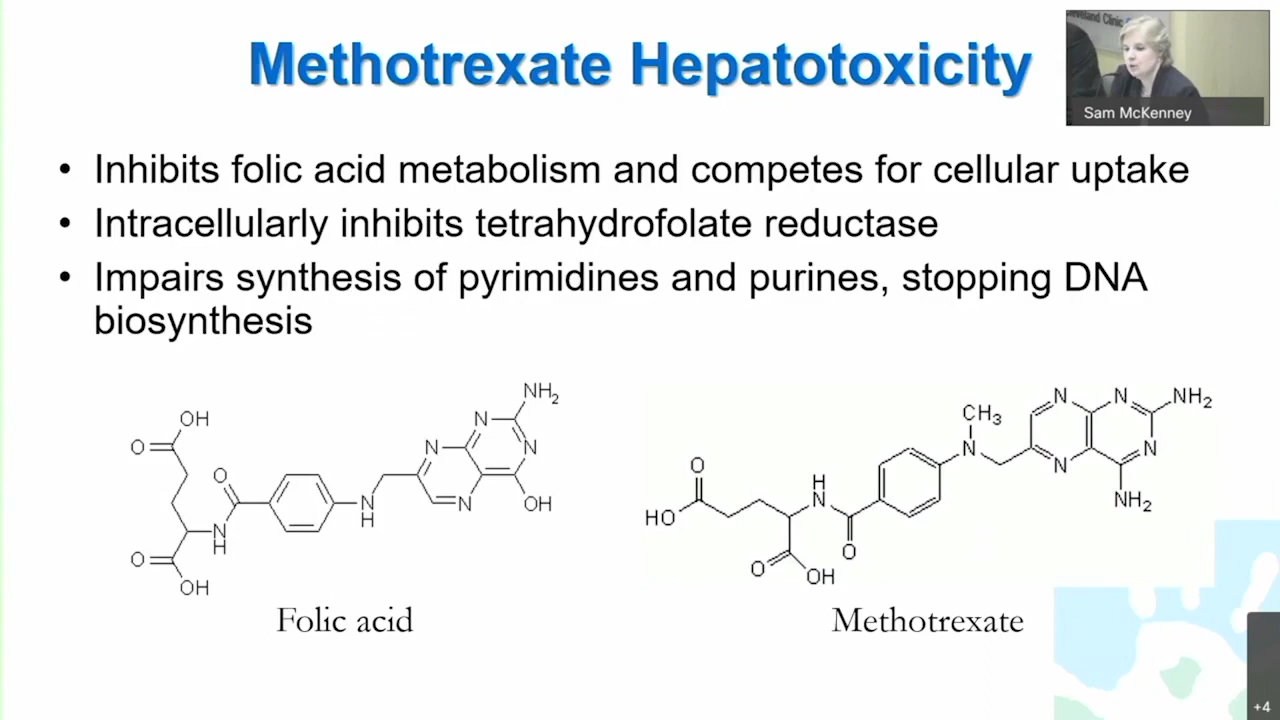 Methotrexate Hepatotoxicity
Cleveland Clinic
Sam McKenney
• Inhibits folic acid metabolism and competes for cellular uptake
• Intracellularly inhibits tetrahydrofolate reductase
• Impairs synthesis of pyrimidines and purines, stopping DNA
biosynthesis
NH2
OH
N
O
N
N
O
N
OH
N
H
N
H
O
OH
Folic acid
CH3
N
N
NH2
N
N
O
N
H
N
HO
NH2
O
O
OH
Methotrexate
+4